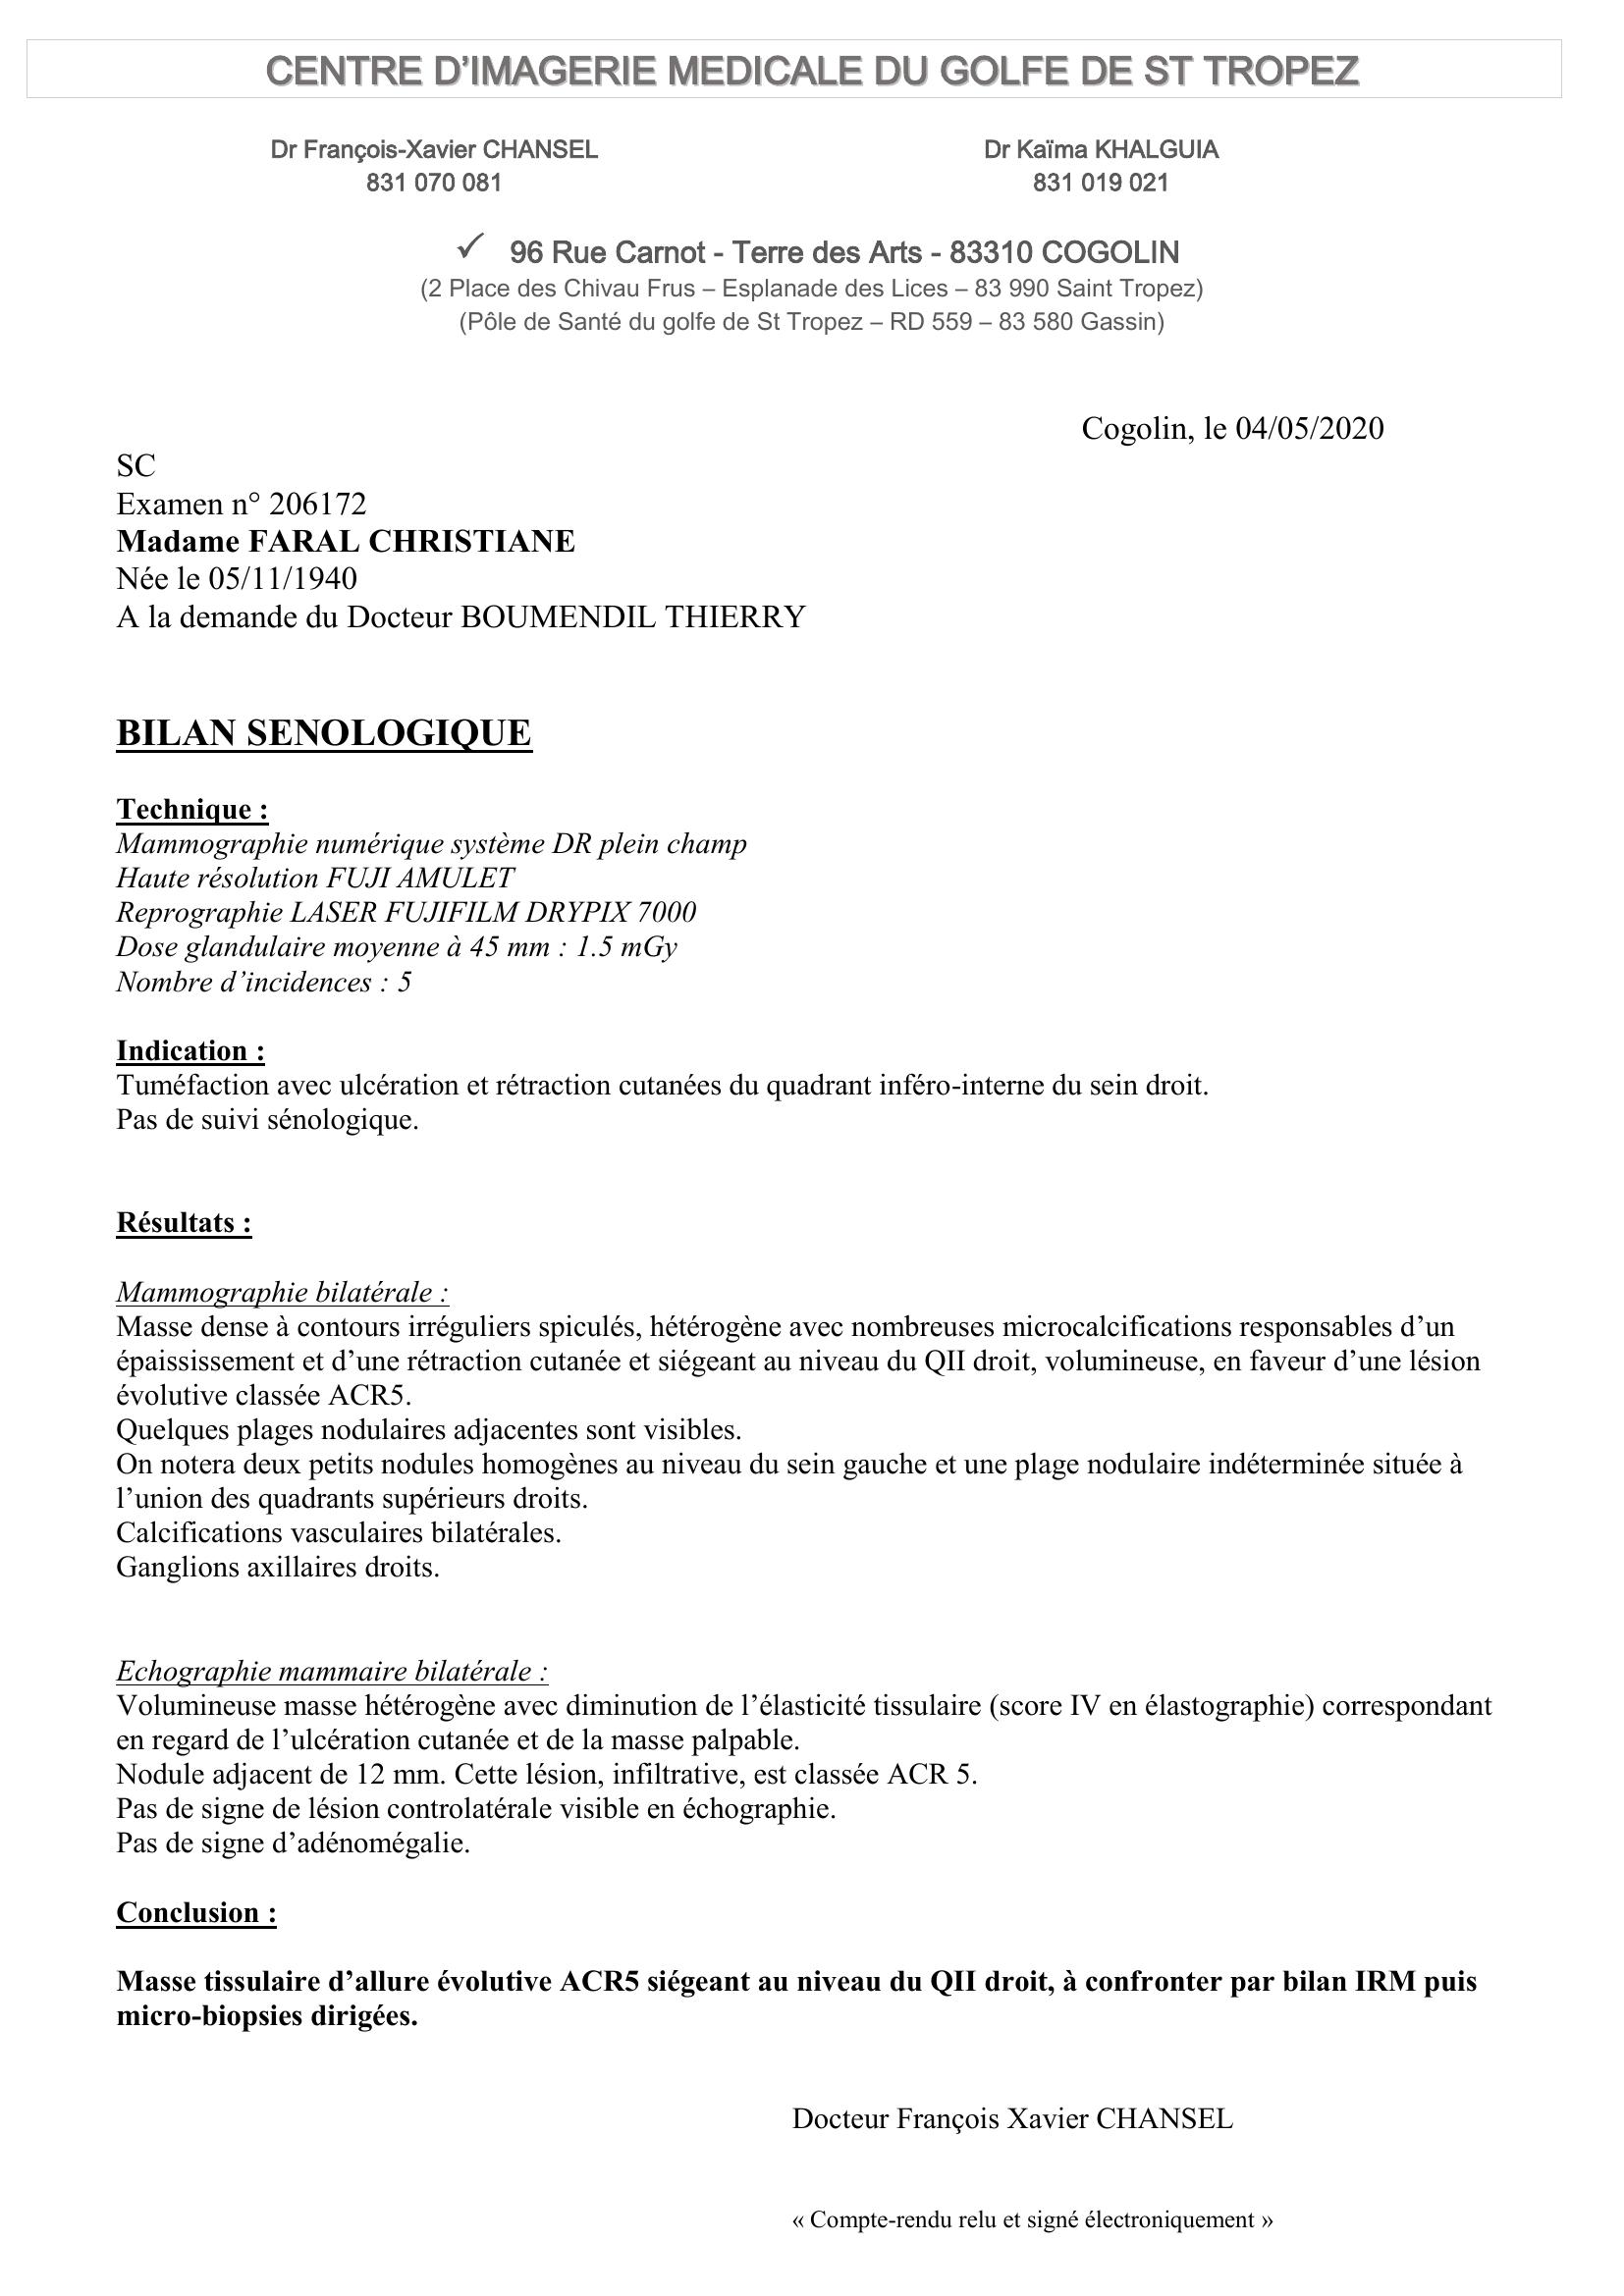 CENTRE D’IMAGERIE MEDICALE DU GOLFE DE ST TROPEZ
Dr François-Xavier CHANSEL
831 070 081
Dr Kaïma KHALGUIA
831 019 021
✓ 96 Rue Carnot - Terre des Arts - 83310 COGOLIN
(2 Place des Chivau Frus – Esplanade des Lices – 83 990 Saint Tropez)
(Pôle de Santé du golfe de St Tropez – RD 559 – 83 580 Gassin)
Cogolin, le 04/05/2020
SC
Examen n° 206172
Madame FARAL CHRISTIANE
Née le 05/11/1940
A la demande du Docteur BOUMENDIL THIERRY
BILAN SENOLOGIQUE
Technique :
Mammographie numérique système DR plein champ
Haute résolution FUJI AMULET
Reprographie LASER FUJIFILM DRYPIX 7000
Dose glandulaire moyenne à 45 mm : 1.5 mGy
Nombre d’incidences : 5
Indication :
Tuméfaction avec ulcération et rétraction cutanées du quadrant inféro-interne du sein droit.
Pas de suivi sénologique.
Résultats :
Mammographie bilatérale :
Masse dense à contours irréguliers spiculés, hétérogène avec nombreuses microcalcifications responsables d’un
épaississement et d’une rétraction cutanée et siégeant au niveau du QII droit, volumineuse, en faveur d’une lésion
évolutive classée ACR5.
Quelques plages nodulaires adjacentes sont visibles.
On notera deux petits nodules homogènes au niveau du sein gauche et une plage nodulaire indéterminée située à
l’union des quadrants supérieurs droits.
Calcifications vasculaires bilatérales.
Ganglions axillaires droits.
Echographie mammaire bilatérale :
Volumineuse masse hétérogène avec diminution de l’élasticité tissulaire (score IV en élastographie) correspondant
en regard de l’ulcération cutanée et de la masse palpable.
Nodule adjacent de 12 mm. Cette lésion, infiltrative, est classée ACR 5.
Pas de signe de lésion controlatérale visible en échographie.
Pas de signe d’adénomégalie.
Conclusion :
Masse tissulaire d’allure évolutive ACR5 siégeant au niveau du QII droit, à confronter par bilan IRM puis
micro-biopsies dirigées.
Docteur François Xavier CHANSEL
« Compte-rendu relu et signé électroniquement »